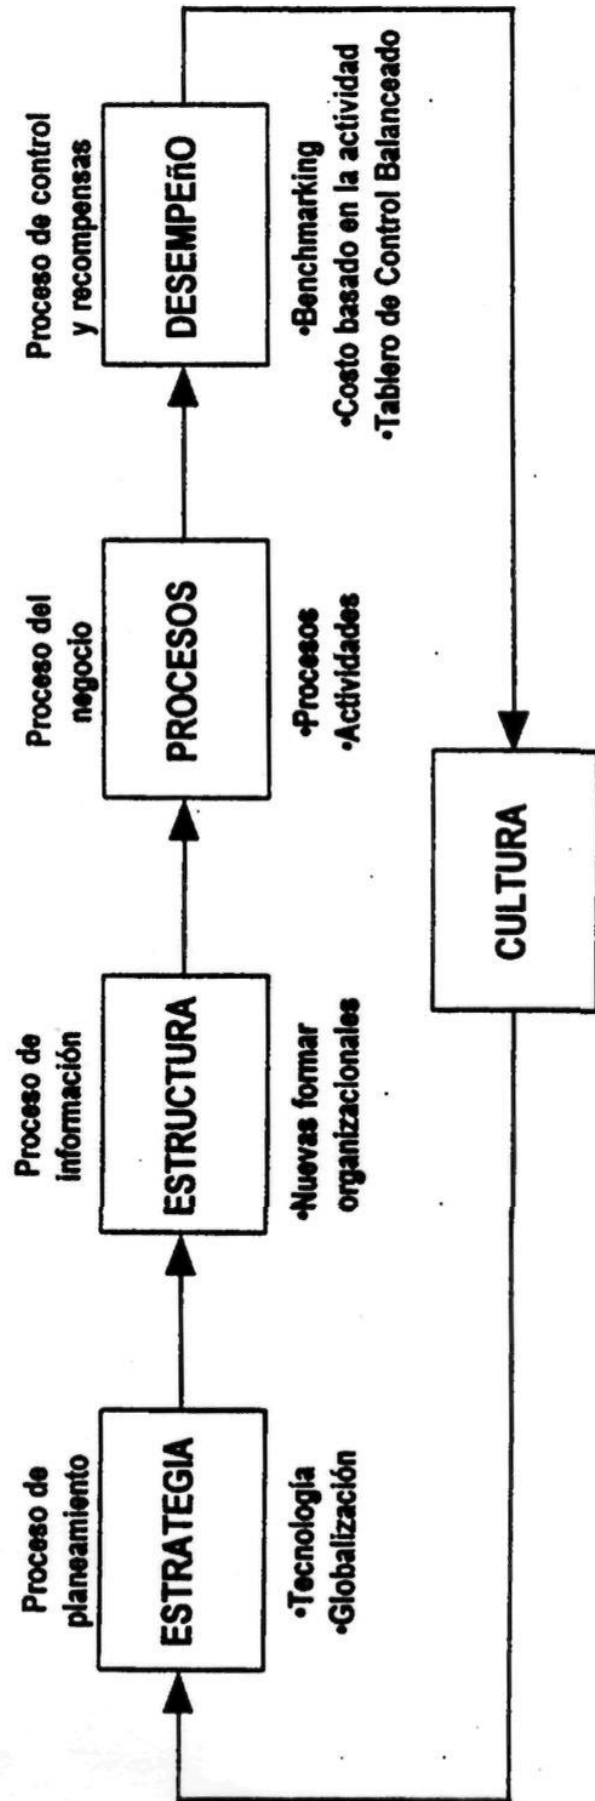 Proceso de
planeamiento
ESTRATEGIA
•Tecnología
•Globalización
Proceso de
información
ESTRUCTURA
•Nuevas formar
organizacionales
Proceso del
negocio
PROCESOS
•Procesos
•Actividades
Proceso de control
y recompensas
DESEMPEñO
•Benchmarking
•Costo basado en la actividad
•Tablero de Control Balanceado
CULTURA